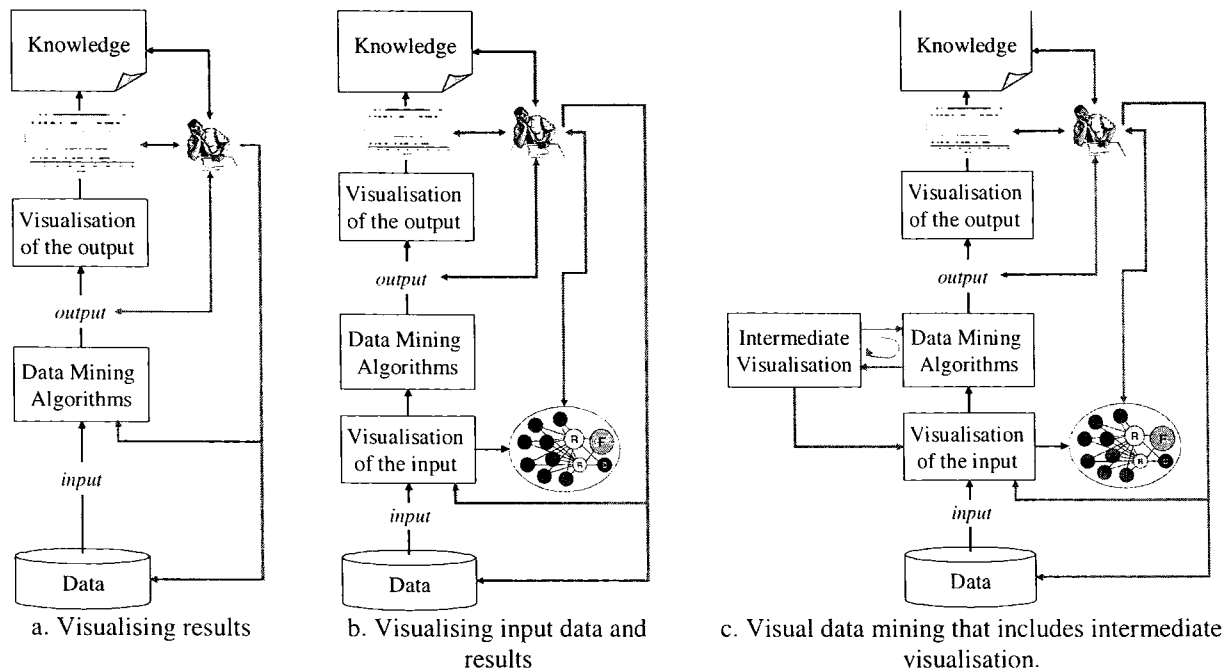 Knowledge
Visualisation
of the output
output
Data Mining
Algorithms
input
Data
a. Visualising results
Knowledge
Visualisation
of the output
output
Data Mining
Algorithms
Visualisation
of the input
R
F
R
input
Data
b. Visualising input data and
results
Knowledge
Visualisation
of the output
output
Intermediate
Visualisation
Data Mining
Algorithms
Visualisation
of the input
R
F
R
input
Data
c. Visual data mining that includes intermediate
visualisation.